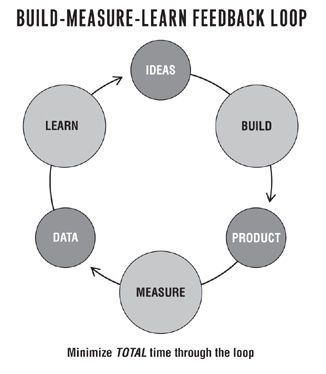 BUILD-MEASURE-LEARN FEEDBACK LOOP
IDEAS
BUILD
PRODUCT
MEASURE
DATA
LEARN
Minimize TOTAL time through the loop